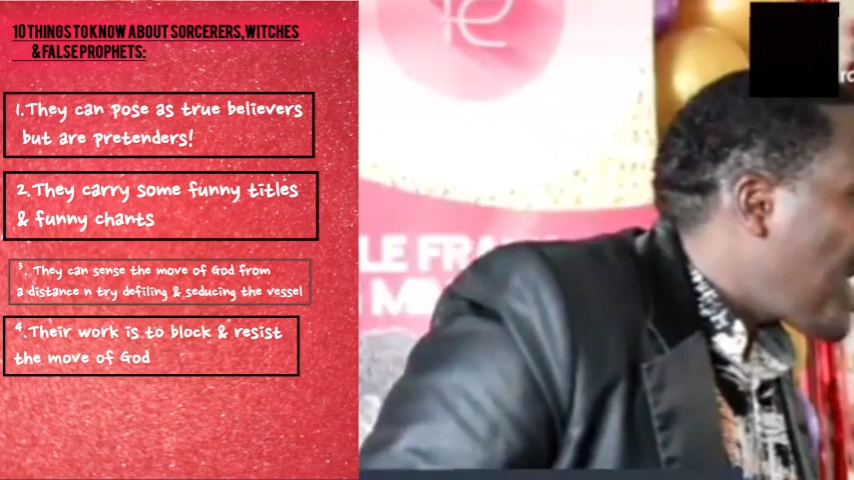 10 THINGS TO KNOW ABOUT SORCERERS, WITCHES
& FALSE PROPHETS:
1.They can pose as true believers
but are pretenders!
2.They carry some funny titles
& funny chants
3. They can sense the move of God from
a distance n try defiling & seducing the vessel
4.Their work is to block & resist
the move of God